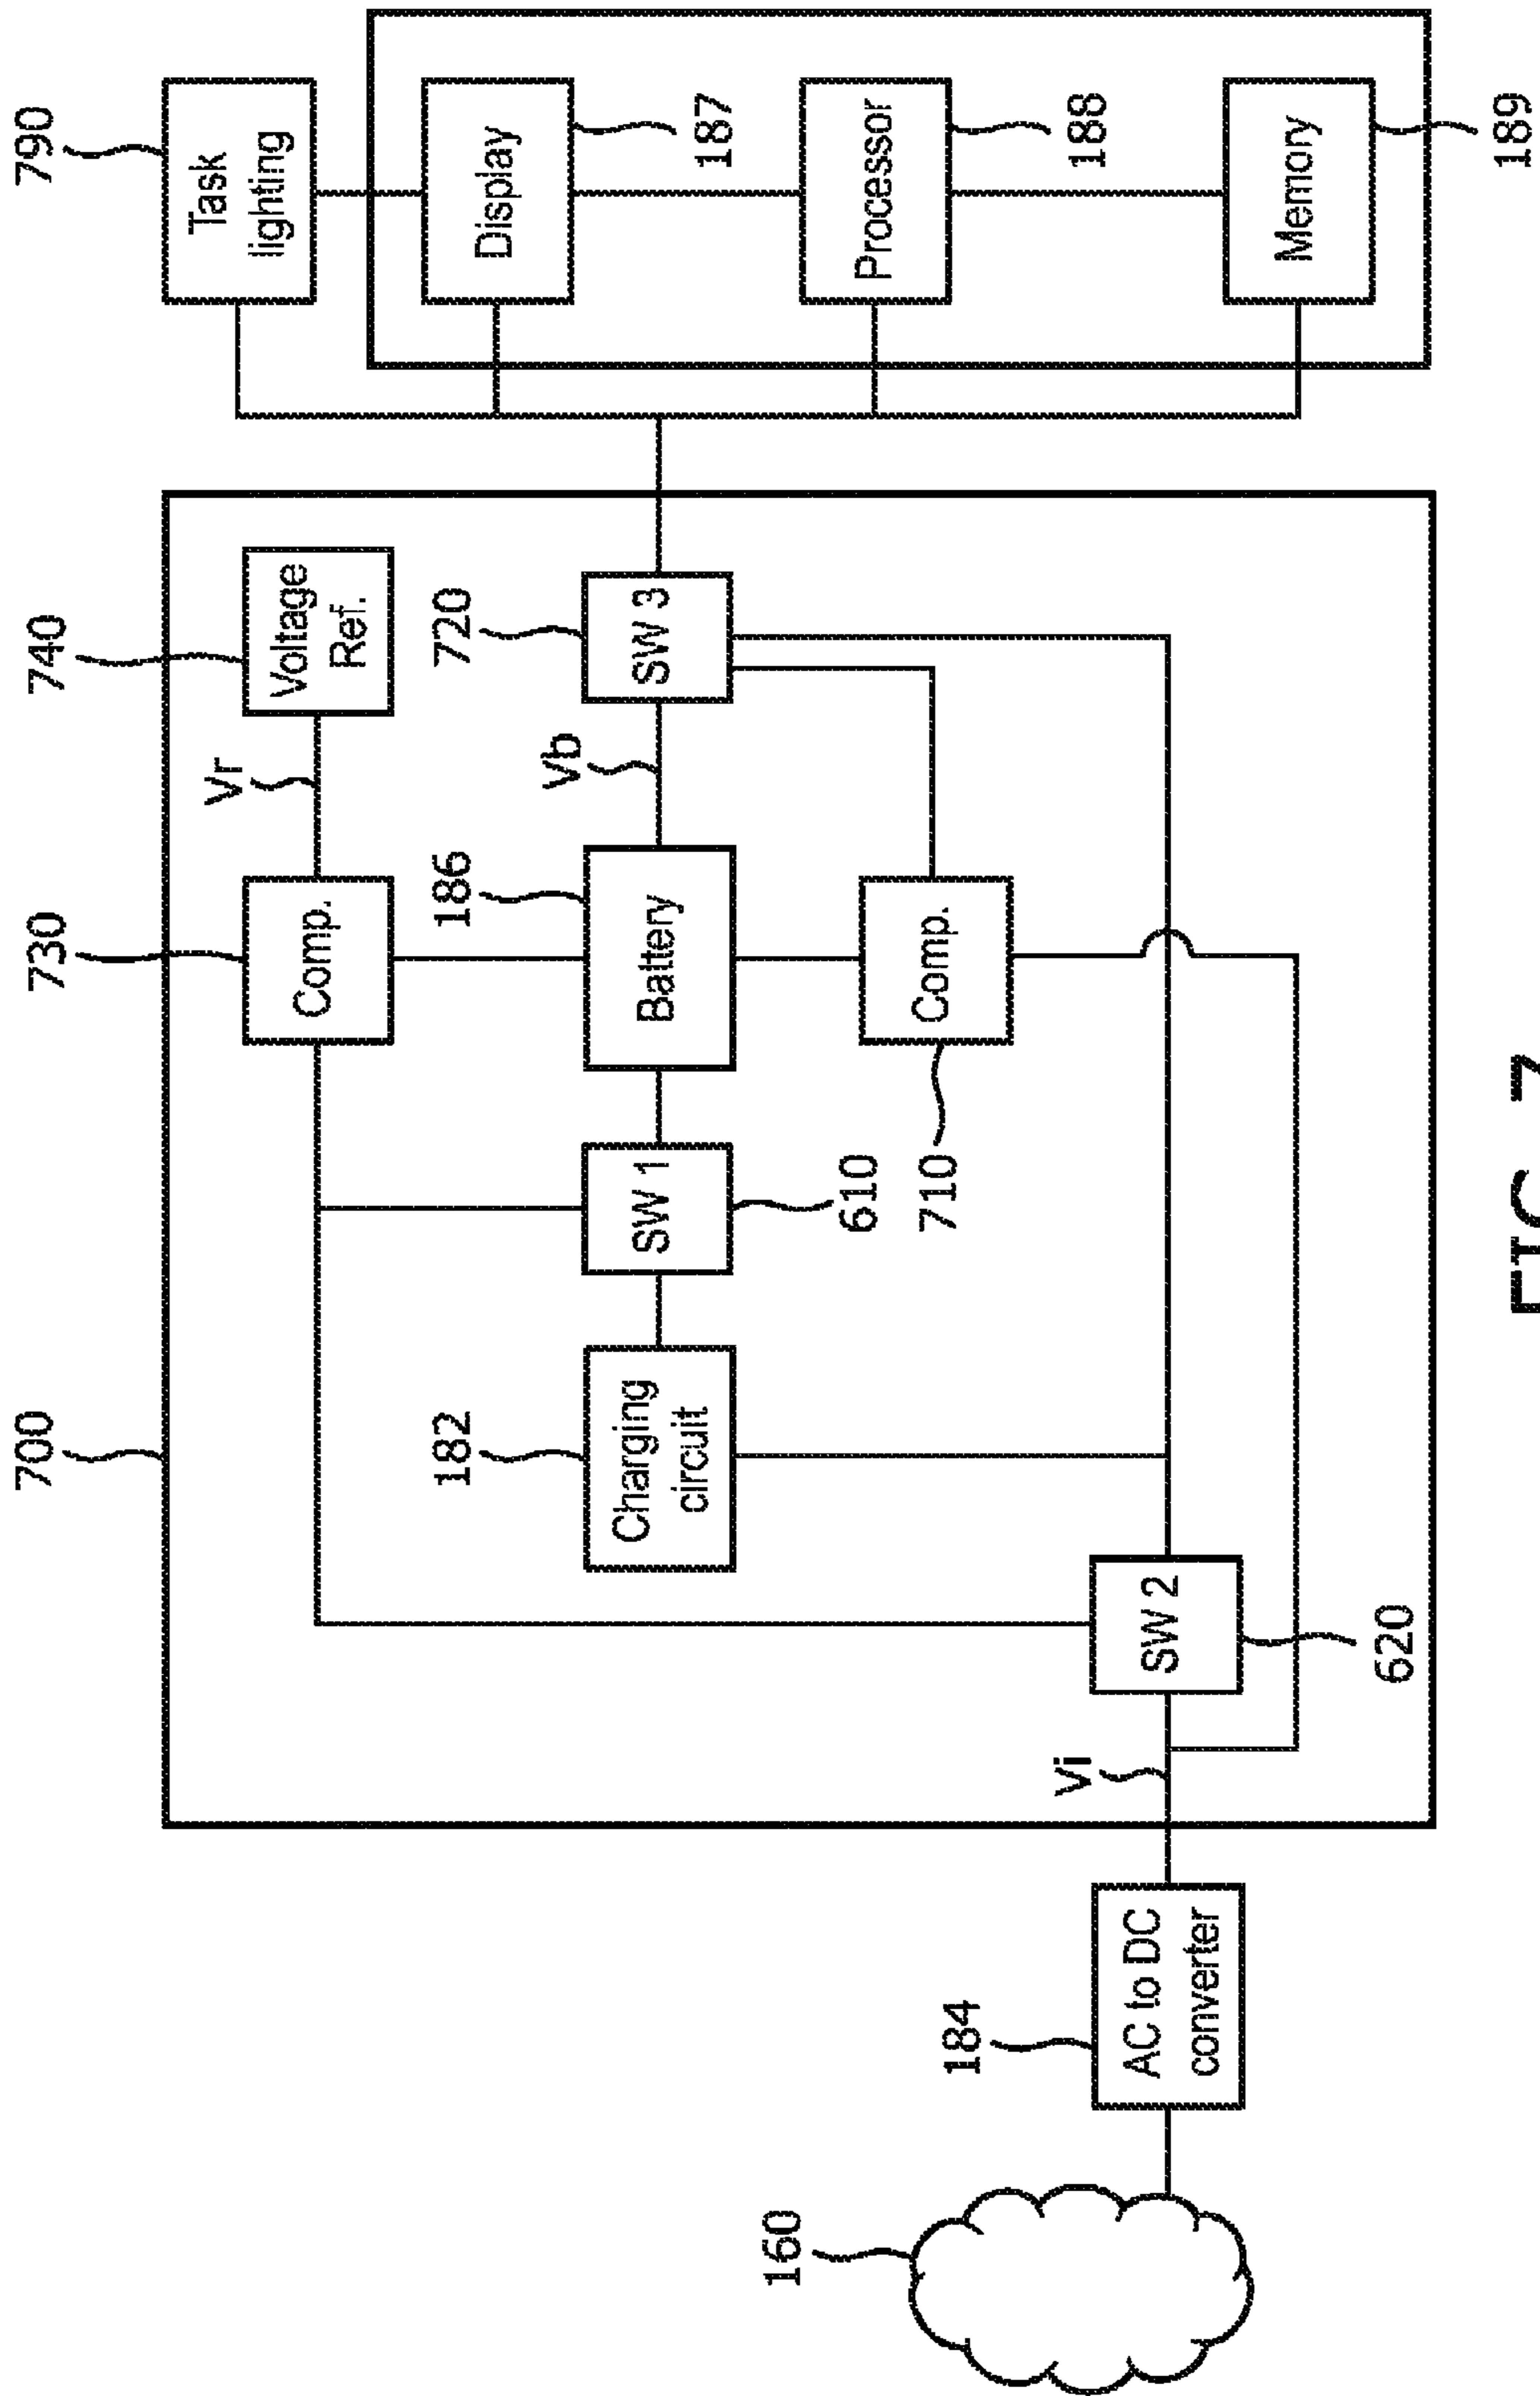 700
730
740
790
Vr
Comp.
Voltage
Ref.
Task
lighting
182
186
720
Vb
Charging
circuit
SW 1
Battery
SW 3
Display
187
610
710
Comp.
Processor
188
160
184
Vi
AC to DC
converter
SW 2
620
Memory
189
FIG. 7